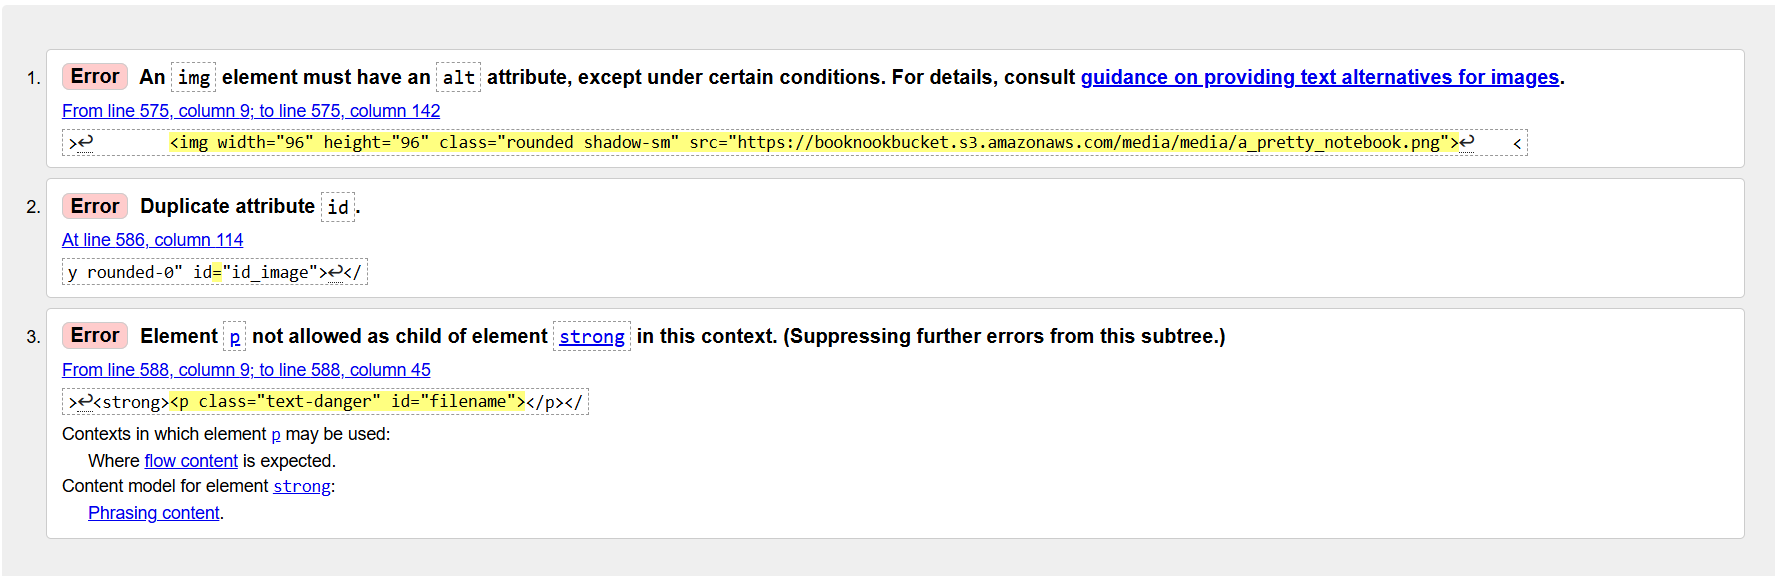 1. Error An img element must have an alt attribute, except under certain conditions. For details, consult guidance on providing text alternatives for images.
From line 575, column 9; to line 575, column 142
>↩        <img width="96" height="96" class="rounded shadow-sm" src="https://booknookbucket.s3.amazonaws.com/media/media/a_pretty_notebook.png">↩    <
2. Error Duplicate attribute id.
At line 586, column 114
y rounded-0" id="id_image">↩</
3. Error Element p not allowed as child of element strong in this context. (Suppressing further errors from this subtree.)
From line 588, column 9; to line 588, column 45
>↩<strong><p class="text-danger" id="filename"></p></
Contexts in which element p may be used:
Where flow content is expected.
Content model for element strong:
Phrasing content.